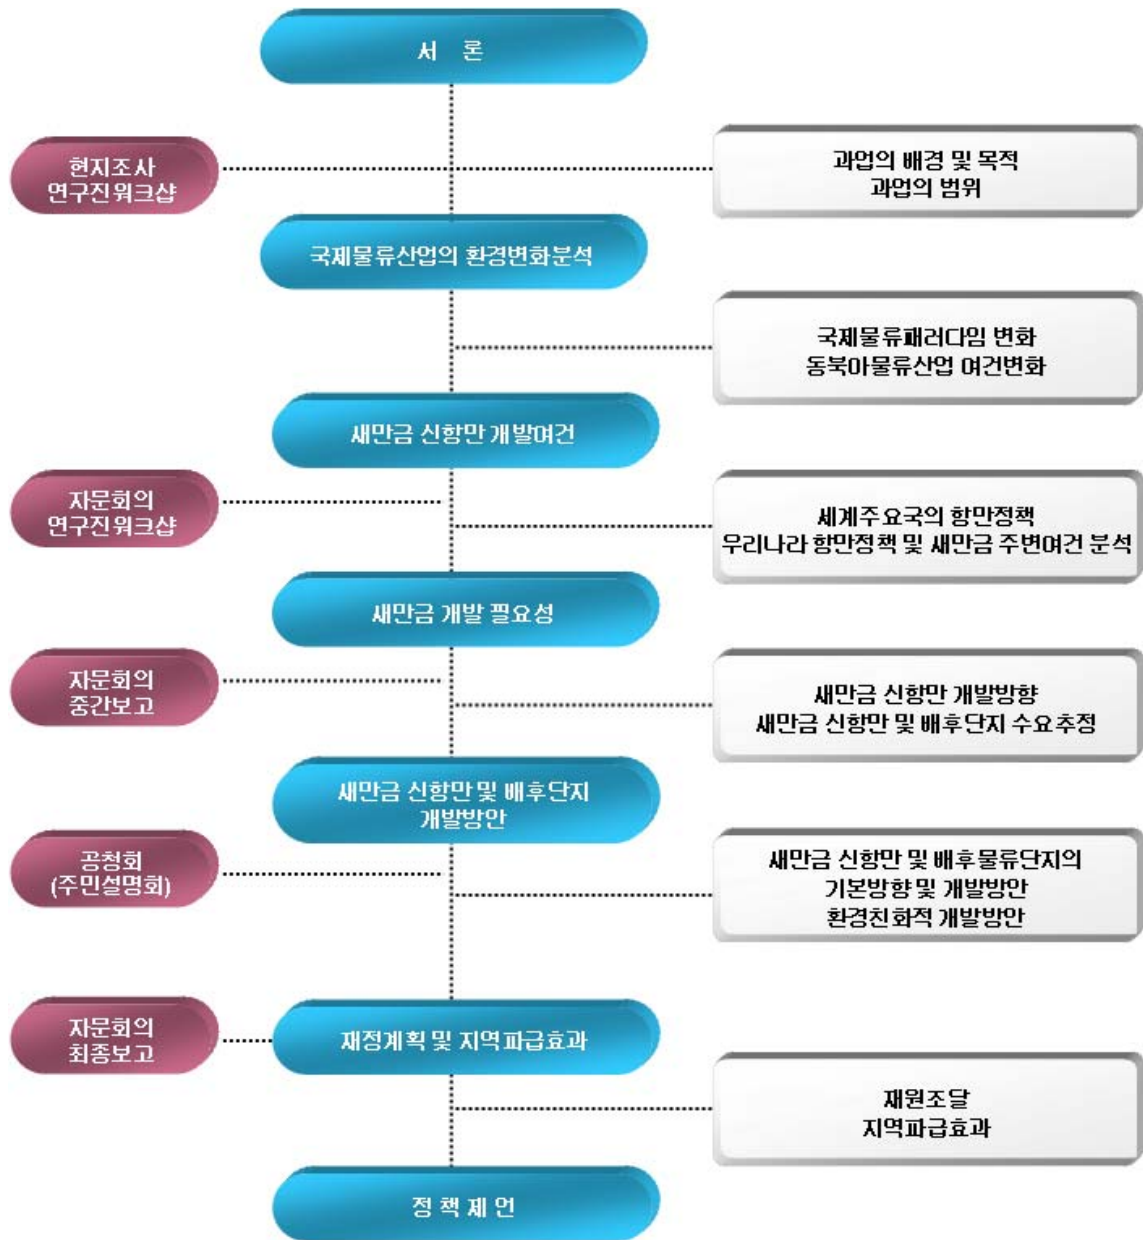 서 론
현지조사
연구진워크샵
과업의 배경 및 목적
과업의 범위
국제물류산업의 환경변화분석
국제물류패러다임 변화
동북아물류산업 여건변화
새만금 신항만 개발여건
자문회의
연구진워크샵
세계주요국의 항만정책
우리나라 항만정책 및 새만금 주변여건 분석
새만금 개발 필요성
자문회의
중간보고
새만금 신항만 개발방향
새만금 신항만 및 배후단지 수요추정
새만금 신항만 및 배후단지
개발방안
공청회
(주민설명회)
새만금 신항만 및 배후물류단지의
기본방향 및 개발방안
환경친화적 개발방안
자문회의
최종보고
재정계획 및 지역파급효과
재원조달
지역파급효과
정 책 제 언